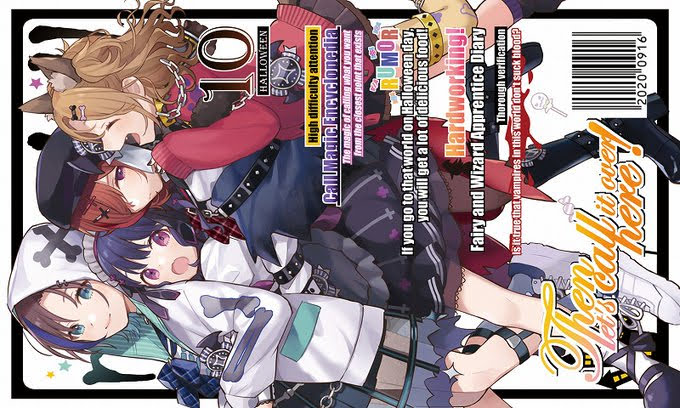 10
HALLOWEEN
High difficulty attention
Call Magic Encyclopedia
The magic of calling what you want
from the closest point that exists
RUMOR
If you go to that world on halloween day,
you will get a lot of delicious food!
Hardworking!
Fairy and Wizard Apprentice Diary
Thorough verification
Is it true that vampires in this world don't suck blood?
20200916
Then,
let's call it over
here!